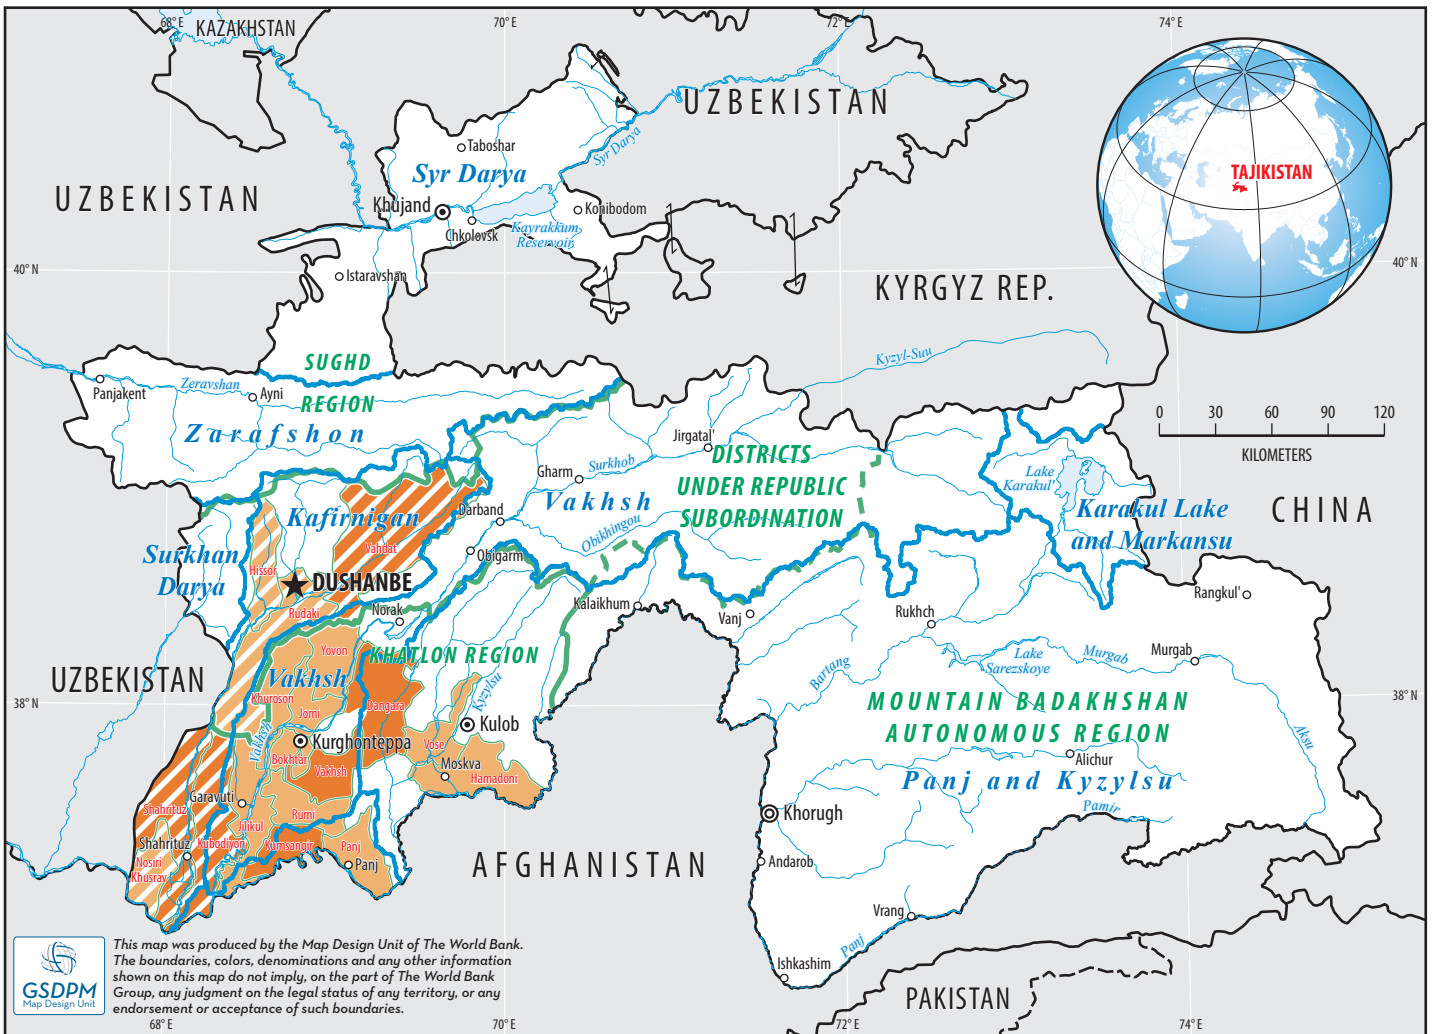 68° E
70° E
72° E
74° E
KAZAKHSTAN
UZBEKISTAN
Taboshar
Syr Darya
Syr Darya
TAJIKISTAN
UZBEKISTAN
Khujand
Konibodom
Chkolovsk
Kayrakkum
Reservoir
40° N
40° N
Istaravshan
KYRGYZ REP.
SUGHD
REGION
Kyzyl-Suu
Panjakent
Zeravshan
Ayni
Zarafshon
0
30
60
90
120
KILOMETERS
Jirgatal'
DISTRICTS
UNDER REPUBLIC
SUBORDINATION
Gharm
Surkhob
Vakhsh
Lake
Karakul'
CHINA
Karakul Lake
and Markansu
Kafirnigan
Darband
Obikhingou
Vahdat
Obigarm
Surkhan
Darya
Hissor
DUSHANBE
Rangkul'
Rudaki
Norak
Kalaikhum
Vanj
Rukhch
Yovon
KHATLON REGION
Lake
Sarezskoye
Murgab
Murgab
UZBEKISTAN
Vakhsh
Bartang
Khuroson
Jomi
Dangara
Kyzylsu
MOUNTAIN BADAKHSHAN
AUTONOMOUS REGION
38° N
38° N
Kulob
Aksu
Vakhsh
Kurghonteppa
Vose
Bokhtar
Vakhsh
Moskva
Hamadoni
Alichur
Panj and Kyzylsu
Garavuti
Shahrituz
Jilikul
Rumi
Pamir
Khorugh
Shahrituz
Kubodiyon
Kumsangir
Panj
Panj
Nosiri
Khusrav
AFGHANISTAN
Andarob
Vrang
Panj
Ishkashim
PAKISTAN
GSDPM
Map Design Unit
This map was produced by the Map Design Unit of The World Bank.
The boundaries, colors, denominations and any other information
shown on this map do not imply, on the part of The World Bank
Group, any judgment on the legal status of any territory, or any
endorsement or acceptance of such boundaries.
68° E
70° E
72° E
74° E